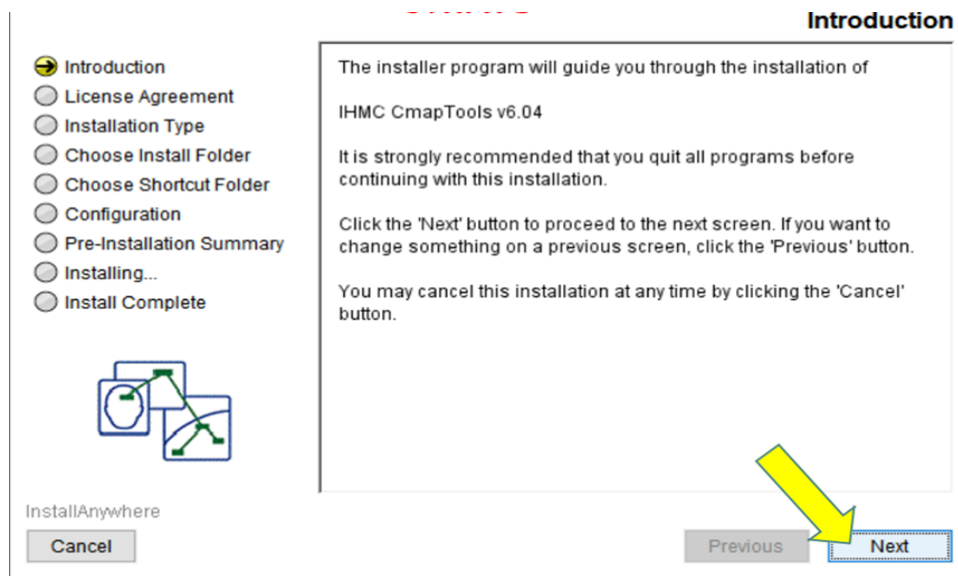 Introduction
Introduction
License Agreement
Installation Type
Choose Install Folder
Choose Shortcut Folder
Configuration
Pre-Installation Summary
Installing...
Install Complete
The installer program will guide you through the installation of
IHMC CmapTools v6.04
It is strongly recommended that you quit all programs before
continuing with this installation.
Click the 'Next' button to proceed to the next screen. If you want to
change something on a previous screen, click the 'Previous' button.
You may cancel this installation at any time by clicking the 'Cancel'
button.
InstallAnywhere
Cancel
Previous
Next